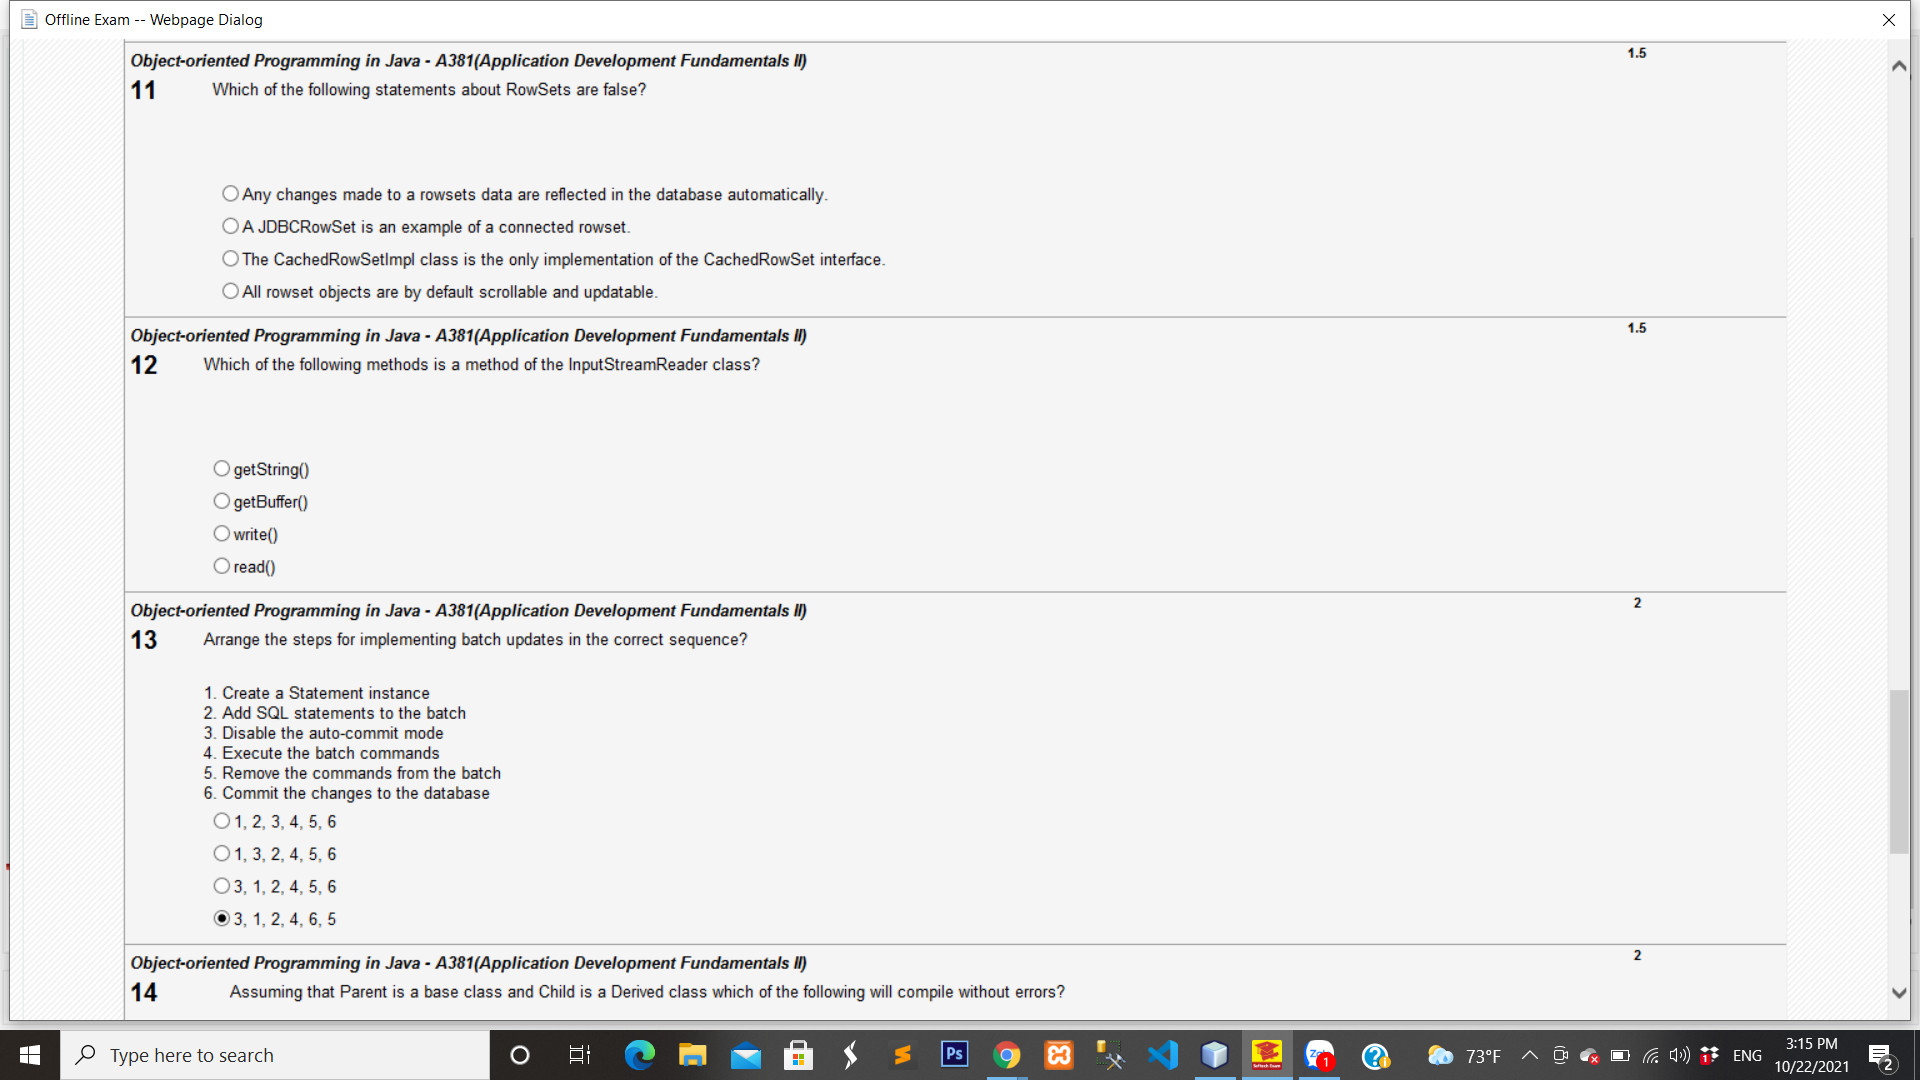 Offline Exam -- Webpage Dialog
Object-oriented Programming in Java - A381(Application Development Fundamentals II)
1.5
11 Which of the following statements about RowSets are false?
Any changes made to a rowsets data are reflected in the database automatically.
A JDBCRowSet is an example of a connected rowset.
The CachedRowSetImpl class is the only implementation of the CachedRowSet interface.
All rowset objects are by default scrollable and updatable.
Object-oriented Programming in Java - A381(Application Development Fundamentals II)
1.5
12 Which of the following methods is a method of the InputStreamReader class?
getString()
getBuffer()
write()
read()
Object-oriented Programming in Java - A381(Application Development Fundamentals II)
2
13 Arrange the steps for implementing batch updates in the correct sequence?
1. Create a Statement instance
2. Add SQL statements to the batch
3. Disable the auto-commit mode
4. Execute the batch commands
5. Remove the commands from the batch
6. Commit the changes to the database
1, 2, 3, 4, 5, 6
1, 3, 2, 4, 5, 6
3, 1, 2, 4, 5, 6
3, 1, 2, 4, 6, 5
Object-oriented Programming in Java - A381(Application Development Fundamentals II)
2
14 Assuming that Parent is a base class and Child is a Derived class which of the following will compile without errors?
Type here to search
Ps
1
73°F
1
ENG
3:15 PM
10/22/2021
2